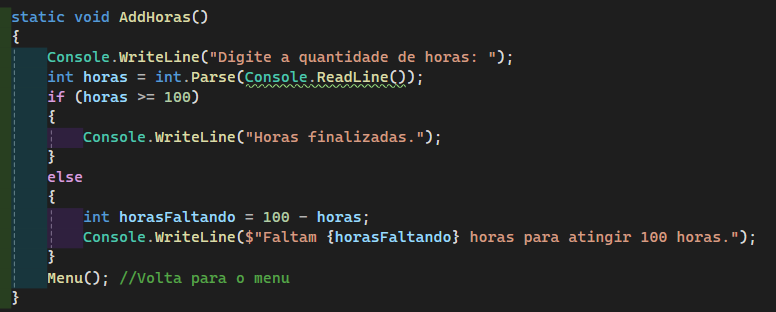 static void AddHoras()
{
    Console.WriteLine("Digite a quantidade de horas: ");
    int horas = int.Parse(Console.ReadLine());
    if (horas >= 100)
    {
        Console.WriteLine("Horas finalizadas.");
    }
    else
    {
        int horasFaltando = 100 - horas;
        Console.WriteLine($"Faltam {horasFaltando} horas para atingir 100 horas.");
    }
    Menu(); //Volta para o menu
}